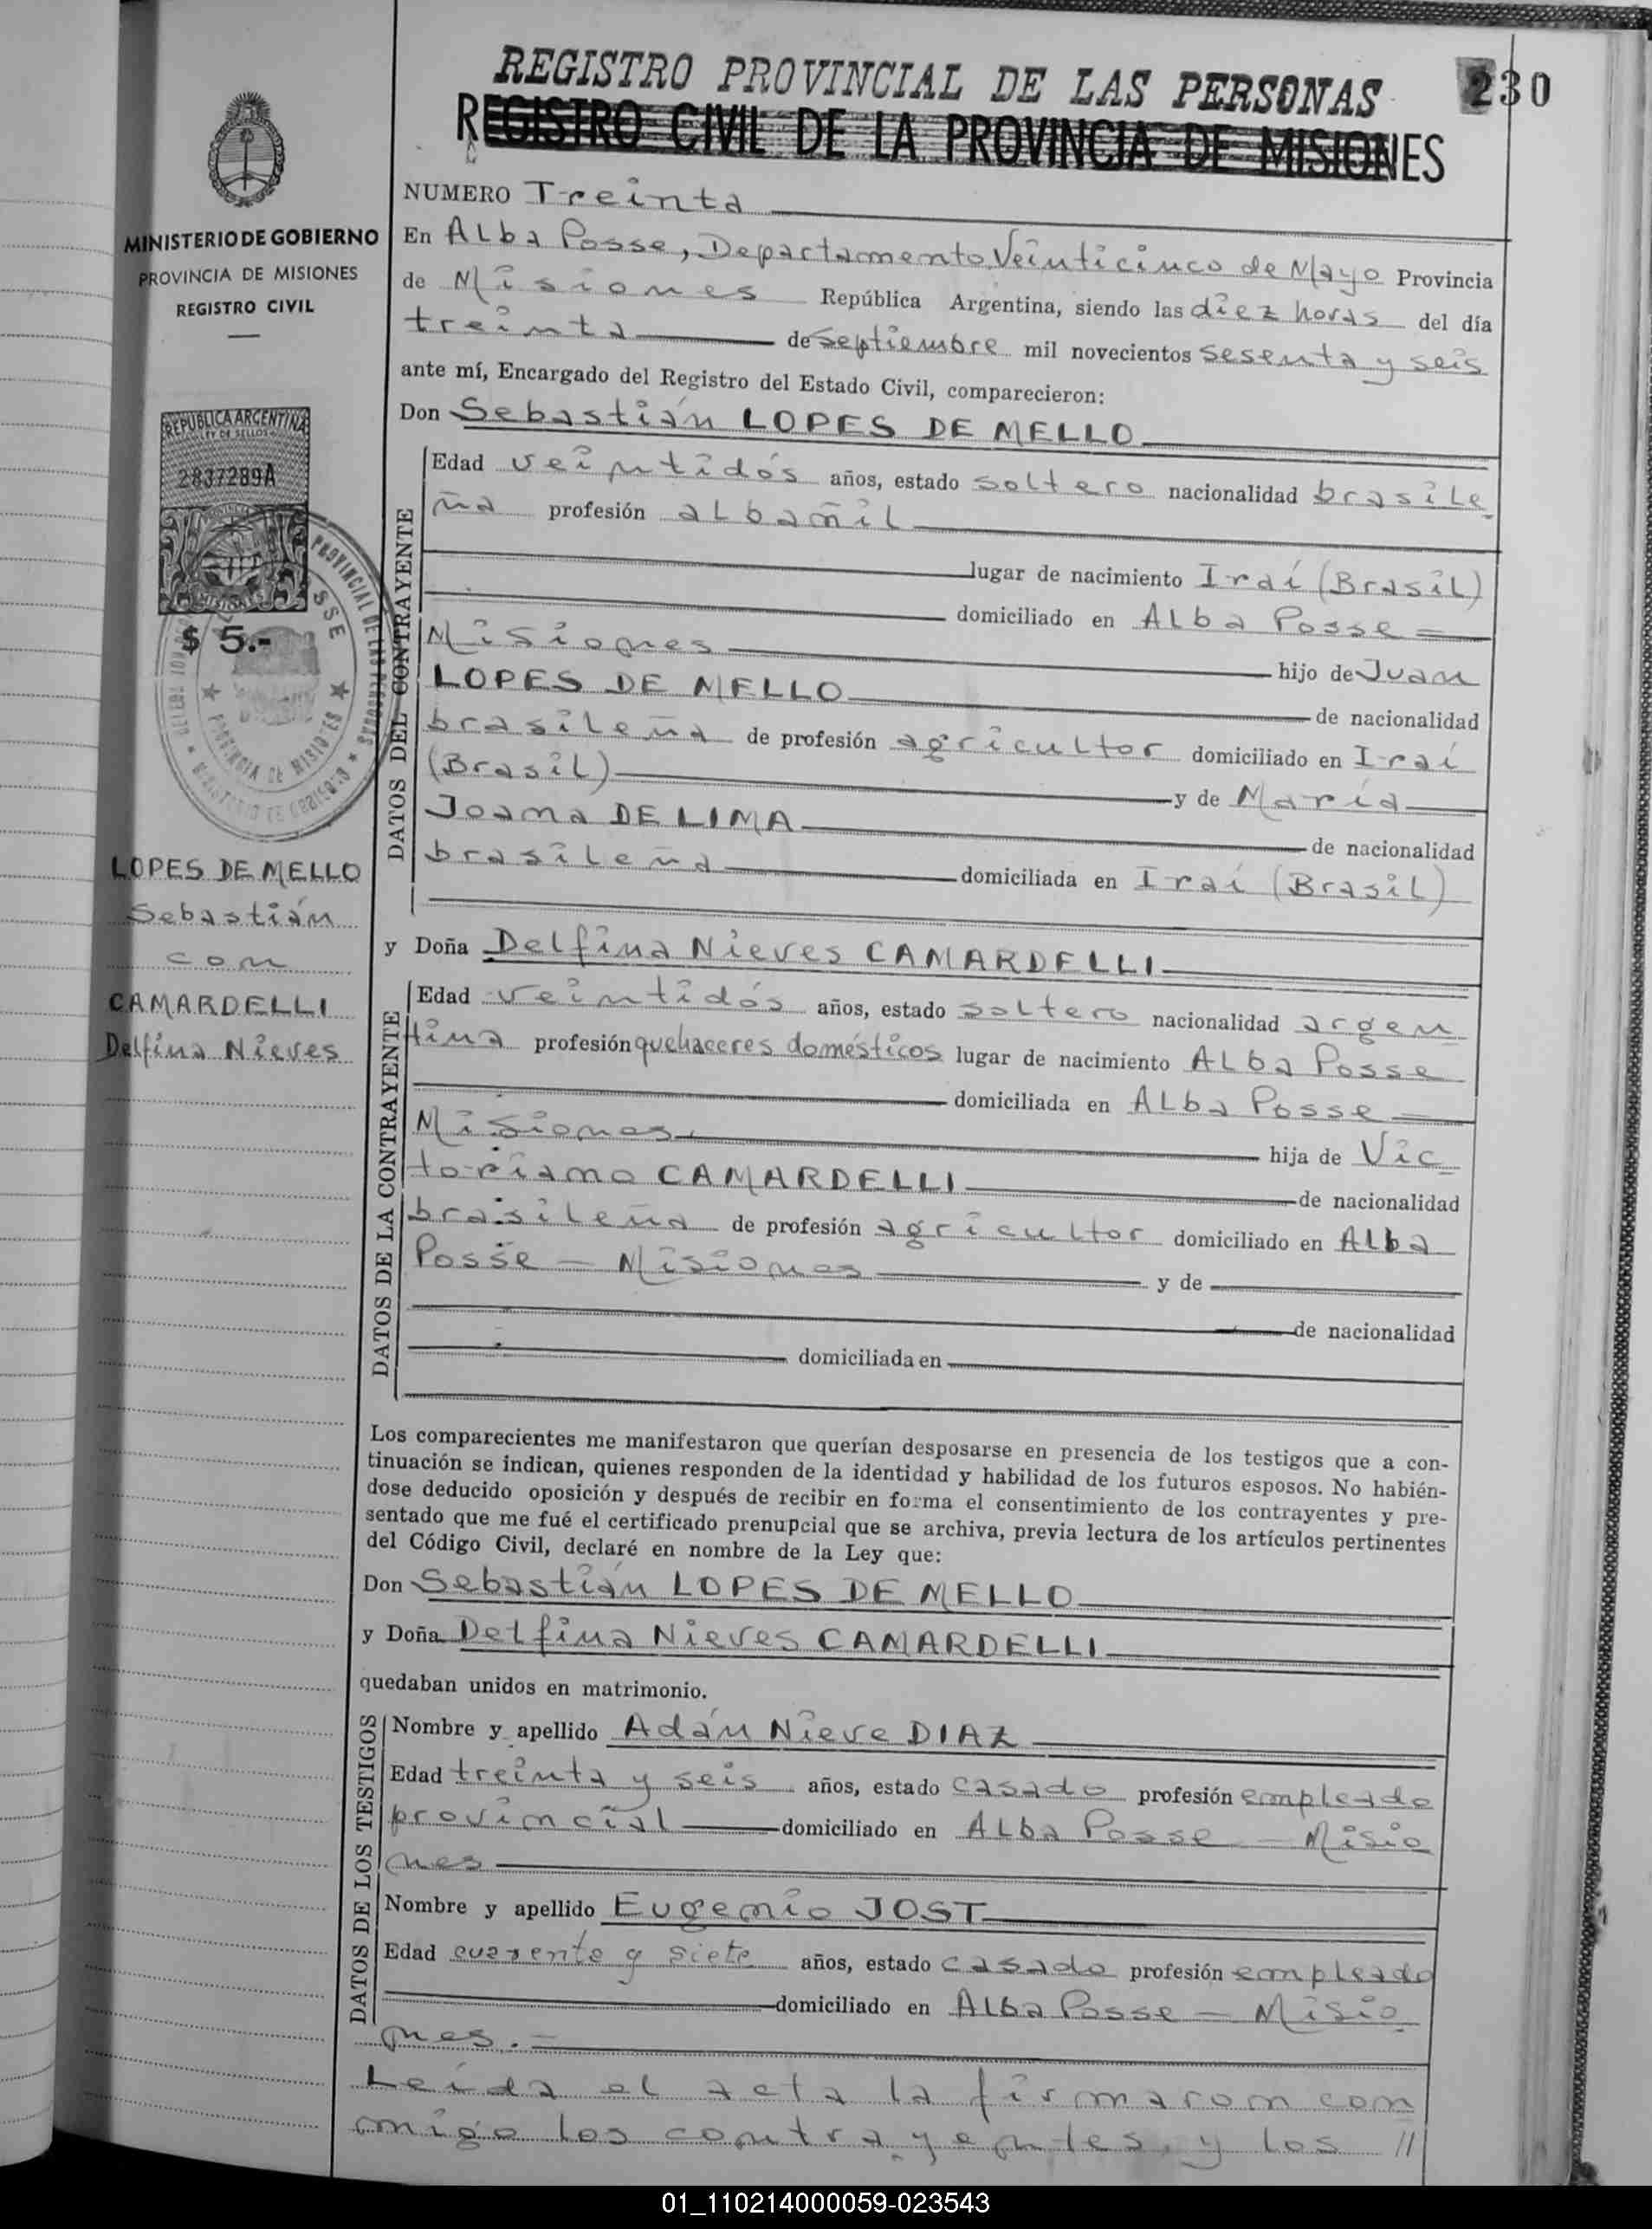 REGISTRO PROVINCIAL DE LAS PERSONAS
230
REGISTRO CIVIL DE LA PROVINCIA DE MISIONES
MINISTERIO DE GOBIERNO
PROVINCIA DE MISIONES
REGISTRO CIVIL
REPUBLICA ARGENTINA
LEY DE SELLOS
2837289A
MISIONES
$ 5.-
LOPES DE MELLO
Sebastián
con
CAMARDELLI
Delfina Nieves
NUMERO Treinta
En Alba Posse, Departamento Veinticinco de Mayo Provincia
de Misiones República Argentina, siendo las diez horas del día
treinta de septiembre mil novecientos sesenta y seis
ante mí, Encargado del Registro del Estado Civil, comparecieron:
Don Sebastián LOPES DE MELLO
DATOS DEL CONTRAYENTE
Edad veintidós años, estado soltero nacionalidad brasile
ña profesión albañil
lugar de nacimiento Iraí (Brasil)
domiciliado en Alba Posse =
Misiones hijo de Juan
LOPES DE MELLO de nacionalidad
brasileña de profesión agricultor domiciliado en Iraí
(Brasil) y de María
Joana DE LIMA de nacionalidad
brasileña domiciliada en Iraí (Brasil)
y Doña Delfina Nieves CAMARDELLI
DATOS DE LA CONTRAYENTE
Edad veintidós años, estado soltero nacionalidad argen
tina profesión quehaceres domésticos lugar de nacimiento Alba Posse
domiciliada en Alba Posse =
Misiones hija de Vic
toriano CAMARDELLI de nacionalidad
brasileña de profesión agricultor domiciliado en Alba
Posse - Misiones y de
de nacionalidad
domiciliada en
Los comparecientes me manifestaron que querían desposarse en presencia de los testigos que a con-
tinuación se indican, quienes responden de la identidad y habilidad de los futuros esposos. No habién-
dose deducido oposición y después de recibir en forma el consentimiento de los contrayentes y pre-
sentado que me fué el certificado prenupcial que se archiva, previa lectura de los artículos pertinentes
del Código Civil, declaré en nombre de la Ley que:
Don Sebastián LOPES DE MELLO
y Doña Delfina Nieves CAMARDELLI
quedaban unidos en matrimonio.
DATOS DE LOS TESTIGOS
Nombre y apellido Adán Nieve DIAZ
Edad treinta y seis años, estado casado profesión empleado
provincial domiciliado en Alba Posse - Misio
nes
Nombre y apellido Eugenio JOST
Edad cuarenta y siete años, estado casado profesión empleado
domiciliado en Alba Posse - Misio
nes. =
Leída el acta la firmaron con
migo los contrayentes, y los //
01_110214000059-023543